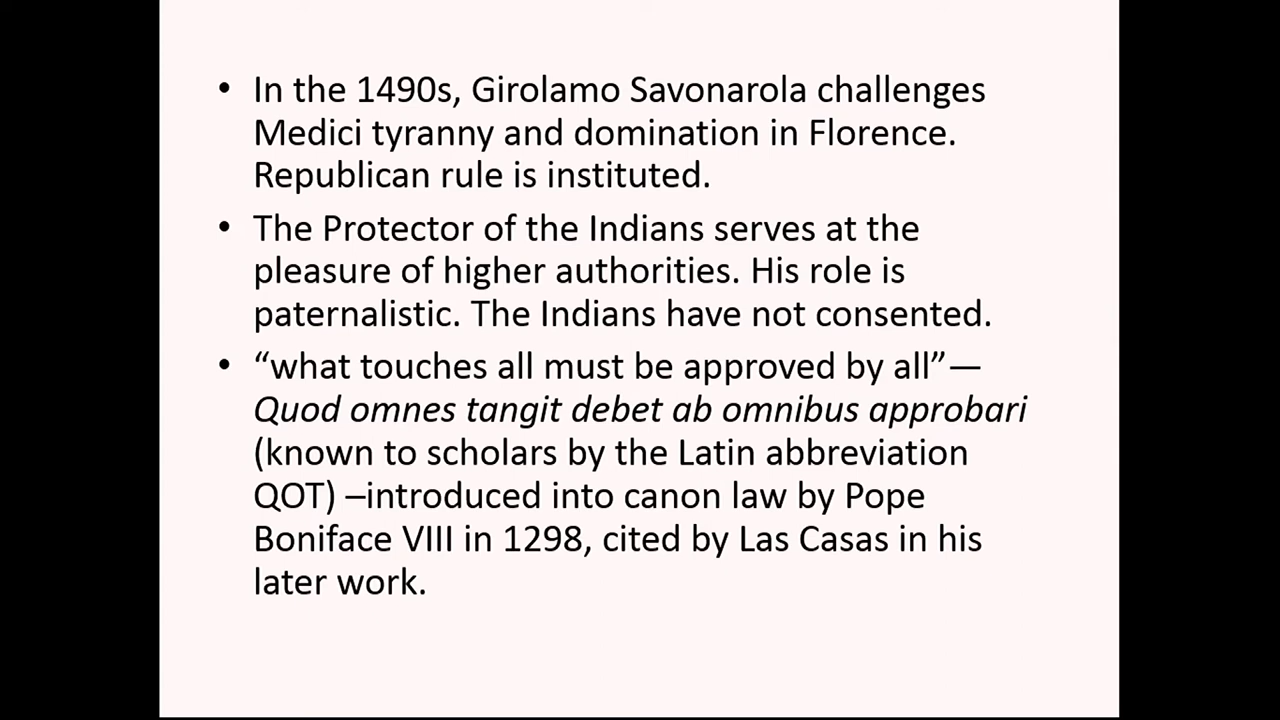 • In the 1490s, Girolamo Savonarola challenges
Medici tyranny and domination in Florence.
Republican rule is instituted.
• The Protector of the Indians serves at the
pleasure of higher authorities. His role is
paternalistic. The Indians have not consented.
• “what touches all must be approved by all”—
Quod omnes tangit debet ab omnibus approbari
(known to scholars by the Latin abbreviation
QOT) –introduced into canon law by Pope
Boniface VIII in 1298, cited by Las Casas in his
later work.